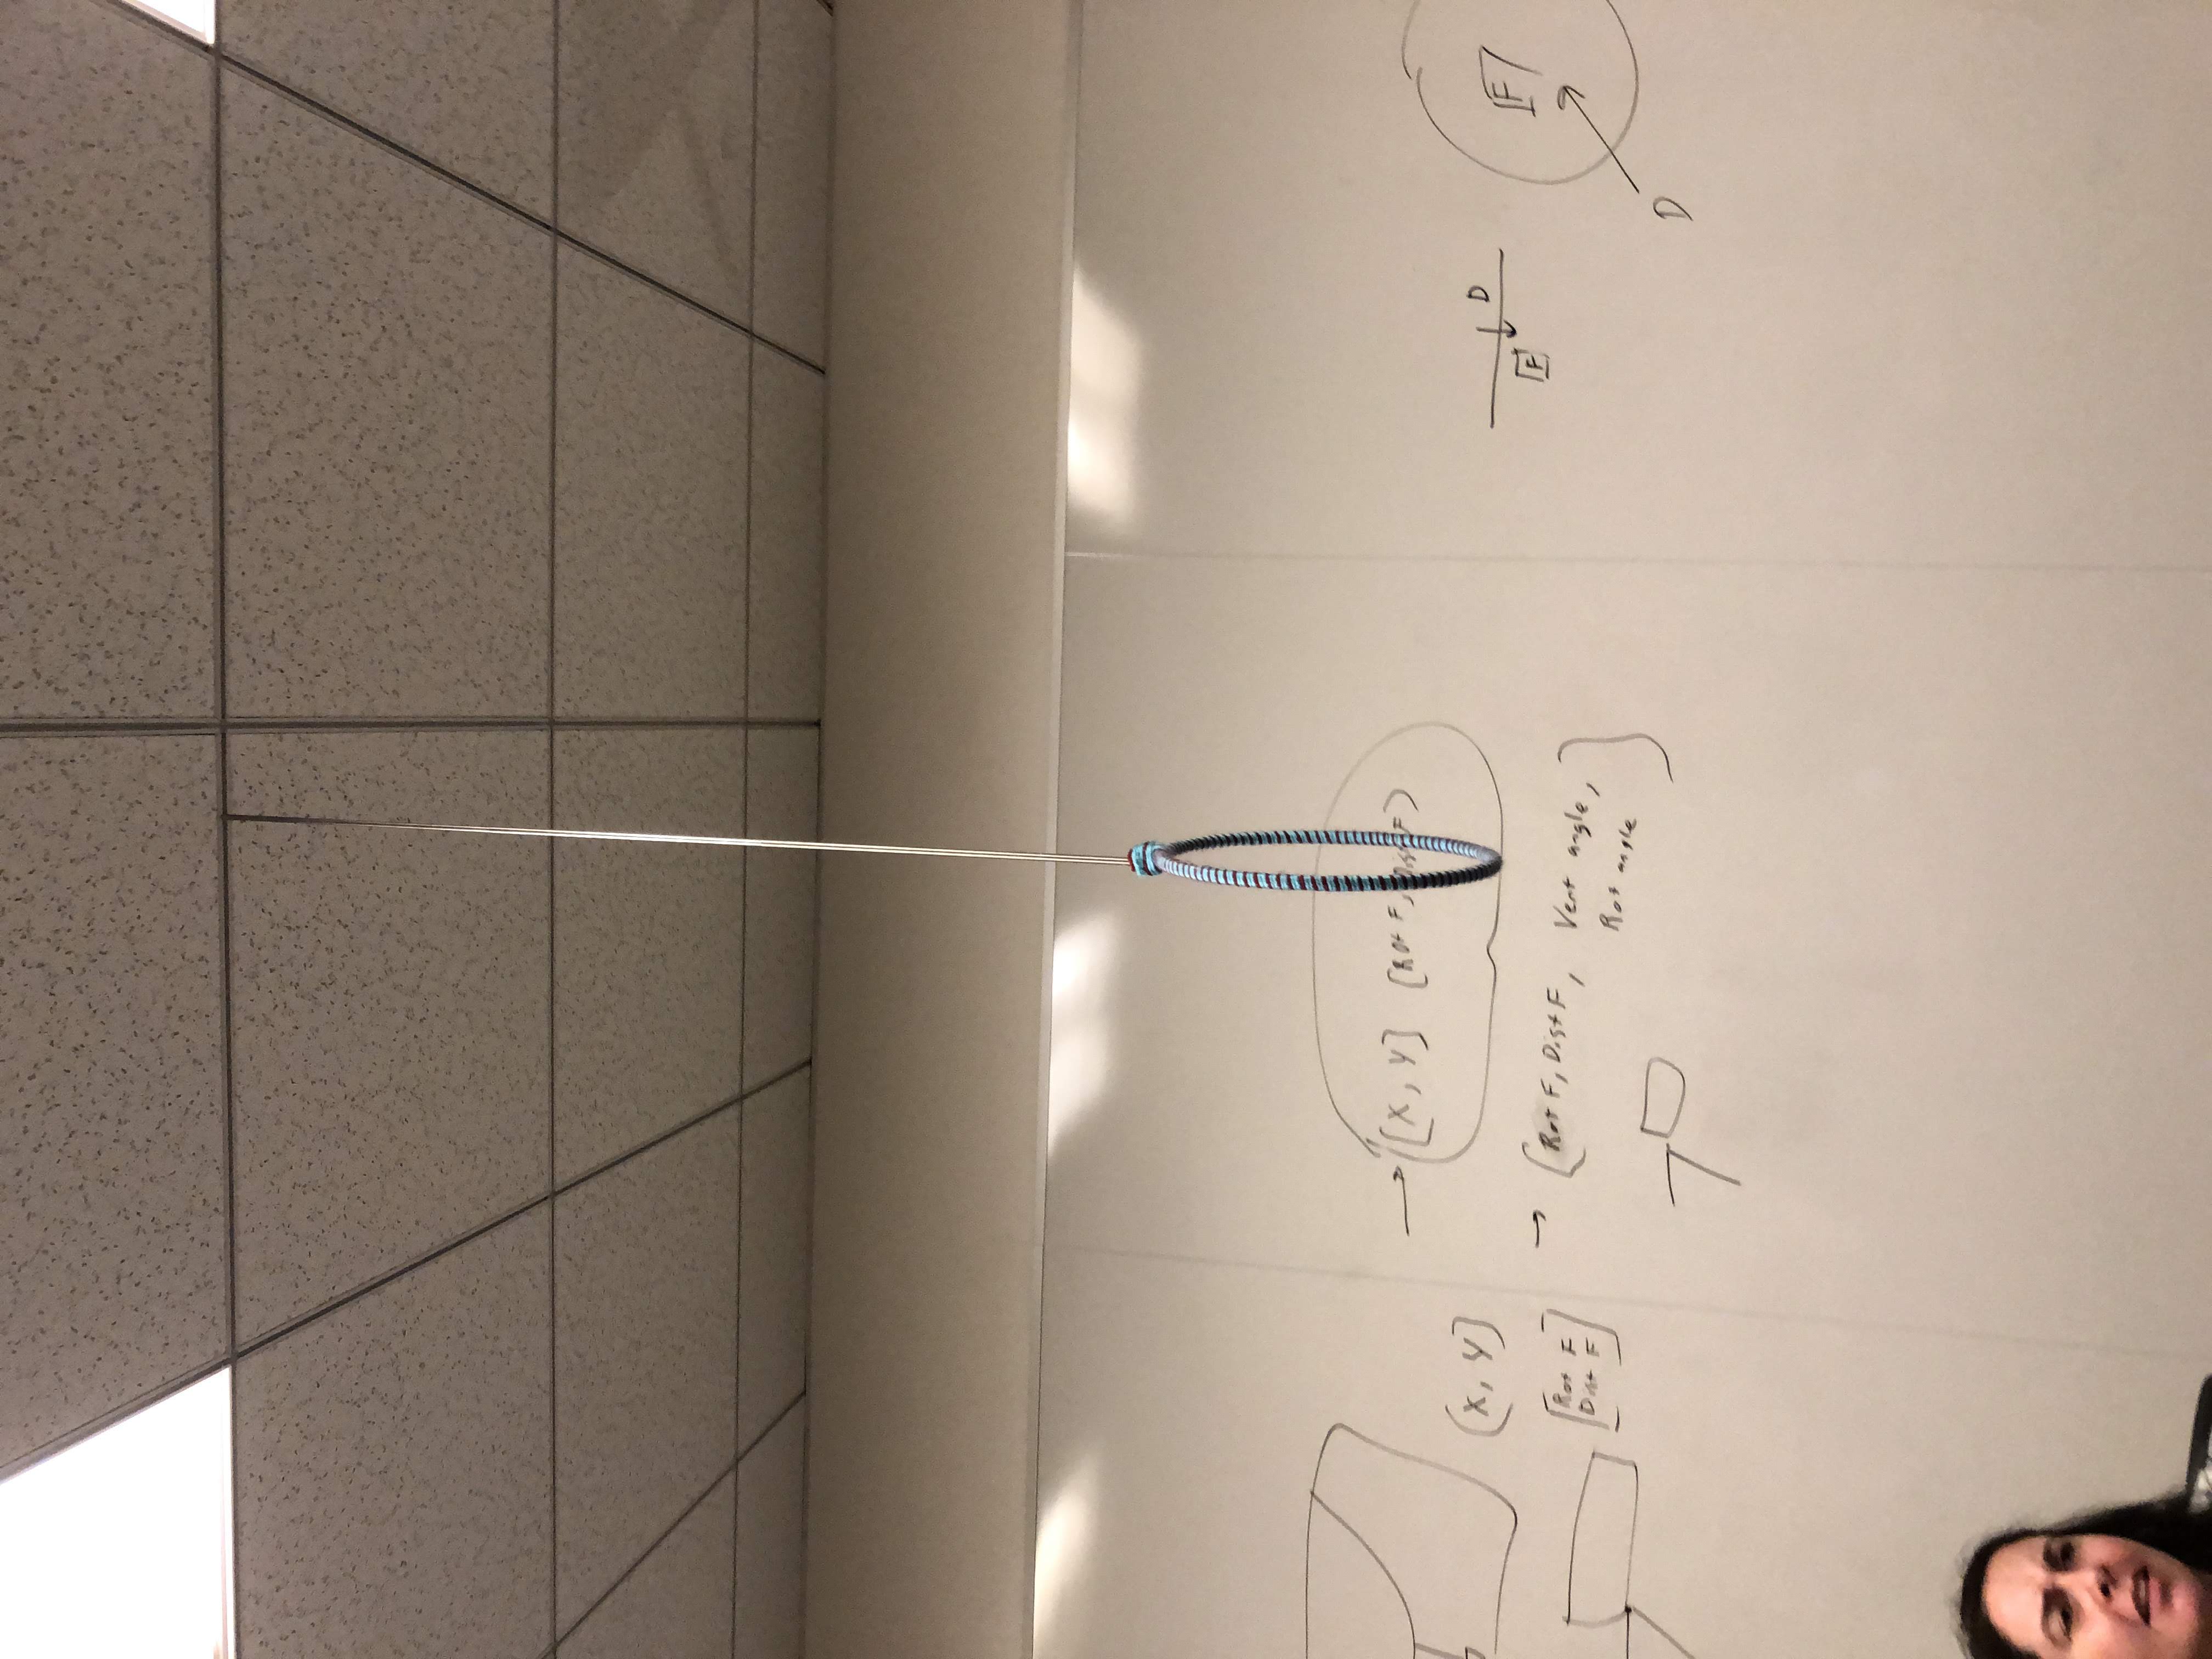 (X, Y]
[Rot F
Dist F]
[X, Y] (Rot F, Dist F)
(Rot F, Dist F, Vert angle,
Rot angle)
D
[F]
[F]
D